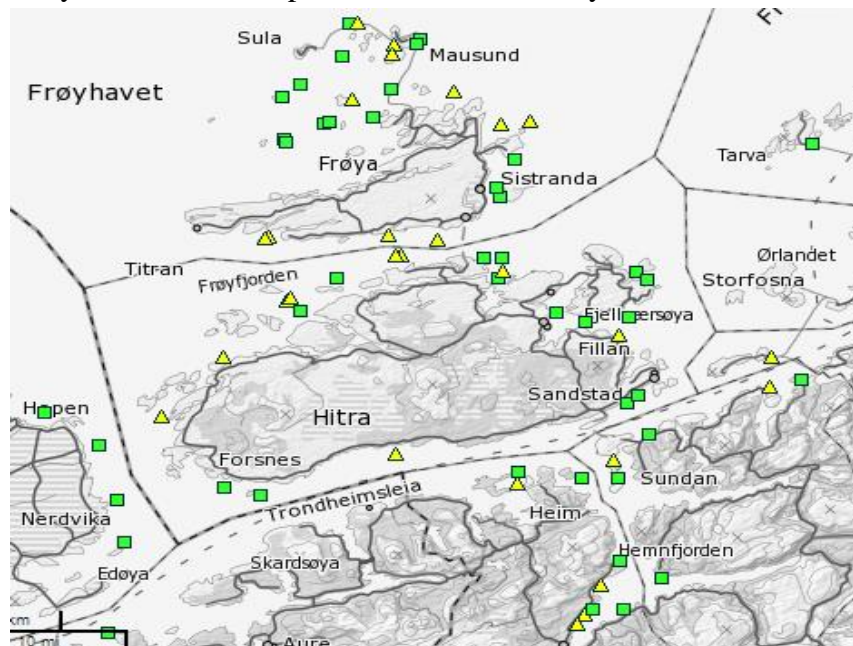 Sula
Mausund
Frøyhavet
Frøya
Tarva
Sistranda
Titran
Frøyfjorden
Ørlandet
Storfosna
Fillan
Sandstad
Hitra
Forsnes
Sundan
Trondheimsleia
Nerdvika
Heim
Hemnfjorden
Skardsøya
Edøya
Aure